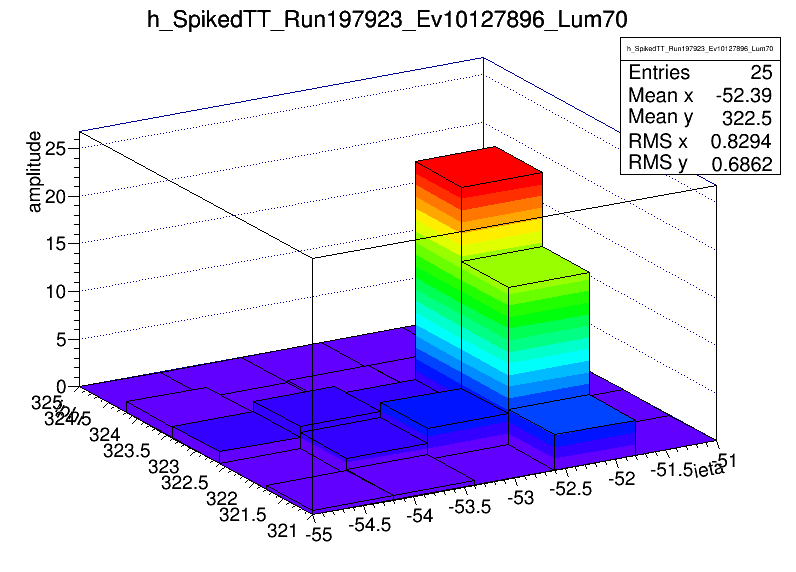 h_SpikedTT_Run197923_Ev10127896_Lum70
h_SpikedTT_Run197923_Ev10127896_Lum70
Entries 25
Mean x -52.39
Mean y 322.5
RMS x 0.8294
RMS y 0.6862
amplitude
25
20
15
10
5
0
325
324.5
324
323.5
323
322.5
322
321.5
321
-55
-54.5
-54
-53.5
-53
-52.5
-52
-51.5
-51
ieta